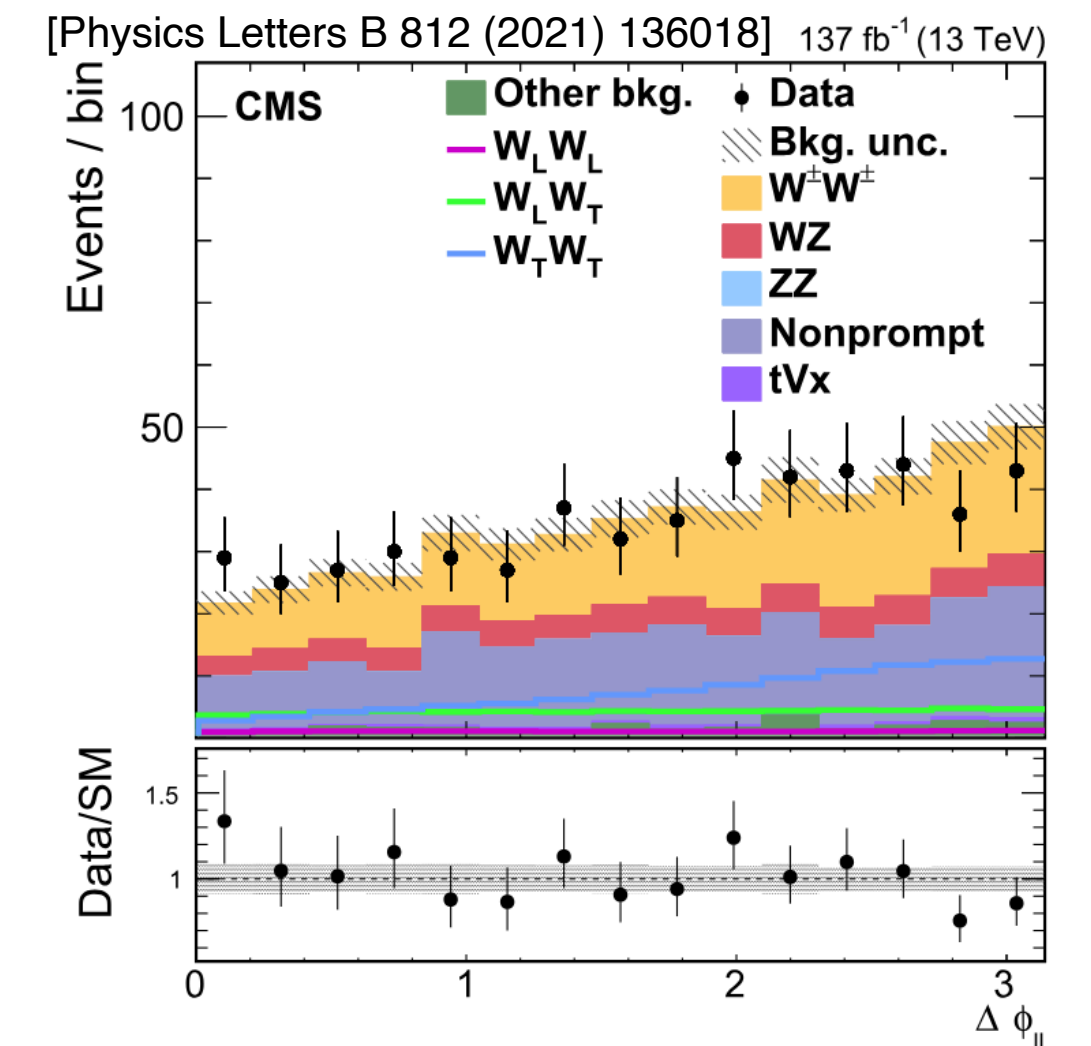 [Physics Letters B 812 (2021) 136018] 137 fb⁻¹ (13 TeV)
Events / bin
100
50
CMS
Other bkg.
W_L W_L
W_L W_T
W_T W_T
Data
Bkg. unc.
W±W±
WZ
ZZ
Nonprompt
tVx
Data/SM
1.5
1
0 1 2 3
Δ ϕ_ll